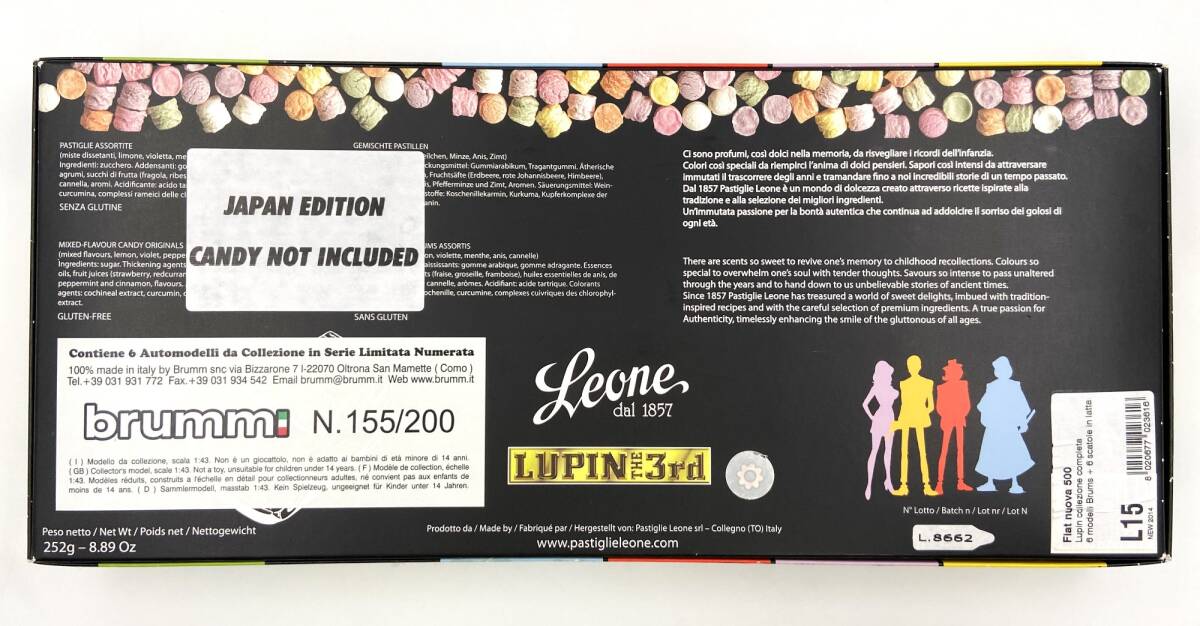 PASTIGLIE ASSORTITE
(miste dissetanti, limone, violetta, me
Ingredienti: zucchero. Addensanti: go
agrumi, succhi di frutta (fragola, ribes
cannella, aromi. Acidificante: acido ta
curcumina, complessi rameici delle cl
SENZA GLUTINE
GEMISCHTE PASTILLEN
eilchen, Minze, Anis, Zimt)
ckungsmittel: Gummiarabikum, Tragantgummi. Ätherische
, Fruchtsäfte (Erdbeere, rote Johannisbeere, Himbeere),
is, Pfefferminze und Zimt, Aromen. Säuerungsmittel: Wein-
stoffe: Koschenillekarmin, Kurkuma, Kupferkomplexe der
anin.
JAPAN EDITION
CANDY NOT INCLUDED
MIXED-FLAVOUR CANDY ORIGINALS
(mixed flavours, lemon, violet, peppe
Ingredients: sugar. Thickening agents
oils, fruit juices (strawberry, redcurran
peppermint and cinnamon, flavours.
agents: cochineal extract, curcumin, c
extract.
GLUTEN-FREE
MS ASSORTIS
on, violette, menthe, anis, cannelle)
aississants: gomme arabique, gomme adragante. Essences
ts (fraise, groseille, framboise), huiles essentielles de anis, de
cannelle, arômes. Acidifiant: acide tartrique. Colorants
ochenille, curcumine, complexes cuivriques des chlorophyl-
SANS GLUTEN
Ci sono profumi, così dolci nella memoria, da risvegliare i ricordi dell'infanzia.
Colori così speciali da riempirci l'anima di dolci pensieri. Sapori così intensi da attraversare
immutati il trascorrere degli anni e tramandare fino a noi incredibili storie di un tempo passato.
Dal 1857 Pastiglie Leone è un mondo di dolcezza creato attraverso ricette ispirate alla
tradizione e alla selezione dei migliori ingredienti.
Un'immutata passione per la bontà autentica che continua ad addolcire il sorriso dei golosi di
ogni età.
There are scents so sweet to revive one's memory to childhood recollections. Colours so
special to overwhelm one's soul with tender thoughts. Savours so intense to pass unaltered
through the years and to hand down to us unbelievable stories of ancient times.
Since 1857 Pastiglie Leone has treasured a world of sweet delights, imbued with tradition-
inspired recipes and with the careful selection of premium ingredients. A true passion for
Authenticity, timelessly enhancing the smile of the gluttonous of all ages.
Contiene 6 Automodelli da Collezione in Serie Limitata Numerata
100% made in italy by Brumm snc via Bizzarone 7 I-22070 Oltrona San Mamette ( Como )
Tel.+39 031 931 772 Fax.+39 031 934 542 Email brumm@brumm.it Web www.brumm.it
brumm N.155/200
( I ) Modello da collezione, scala 1:43. Non è un giocattolo, non è adatto ai bambini di età minore di 14 anni.
(GB) Collector's model, scale 1:43. Not a toy, unsuitable for children under 14 years. ( F ) Modèle de collection, échelle
1:43. Modèles réduits, construits a l'échelle en détail pour collectionneurs adultes, né convient pas aux enfants de
moins de 14 ans. ( D ) Sammlermodell, masstab 1:43. Kein Spielzeug, ungeeignet für Kinder unter 14 Jahren.
Leone
dal 1857
LUPIN THE 3rd
Peso netto / Net Wt / Poids net / Nettogewicht
252g – 8.89 Oz
Prodotto da / Made by / Fabriqué par / Hergestellt von: Pastiglie Leone srl – Collegno (TO) Italy
www.pastiglieleone.com
N° Lotto / Batch n / Lot nr / Lot N
L.8662
Fiat nuova 500
Lupin collezione completa
6 modelli Brums + 6 scatole in latta
L15
NEW 2014
8 020677 023616